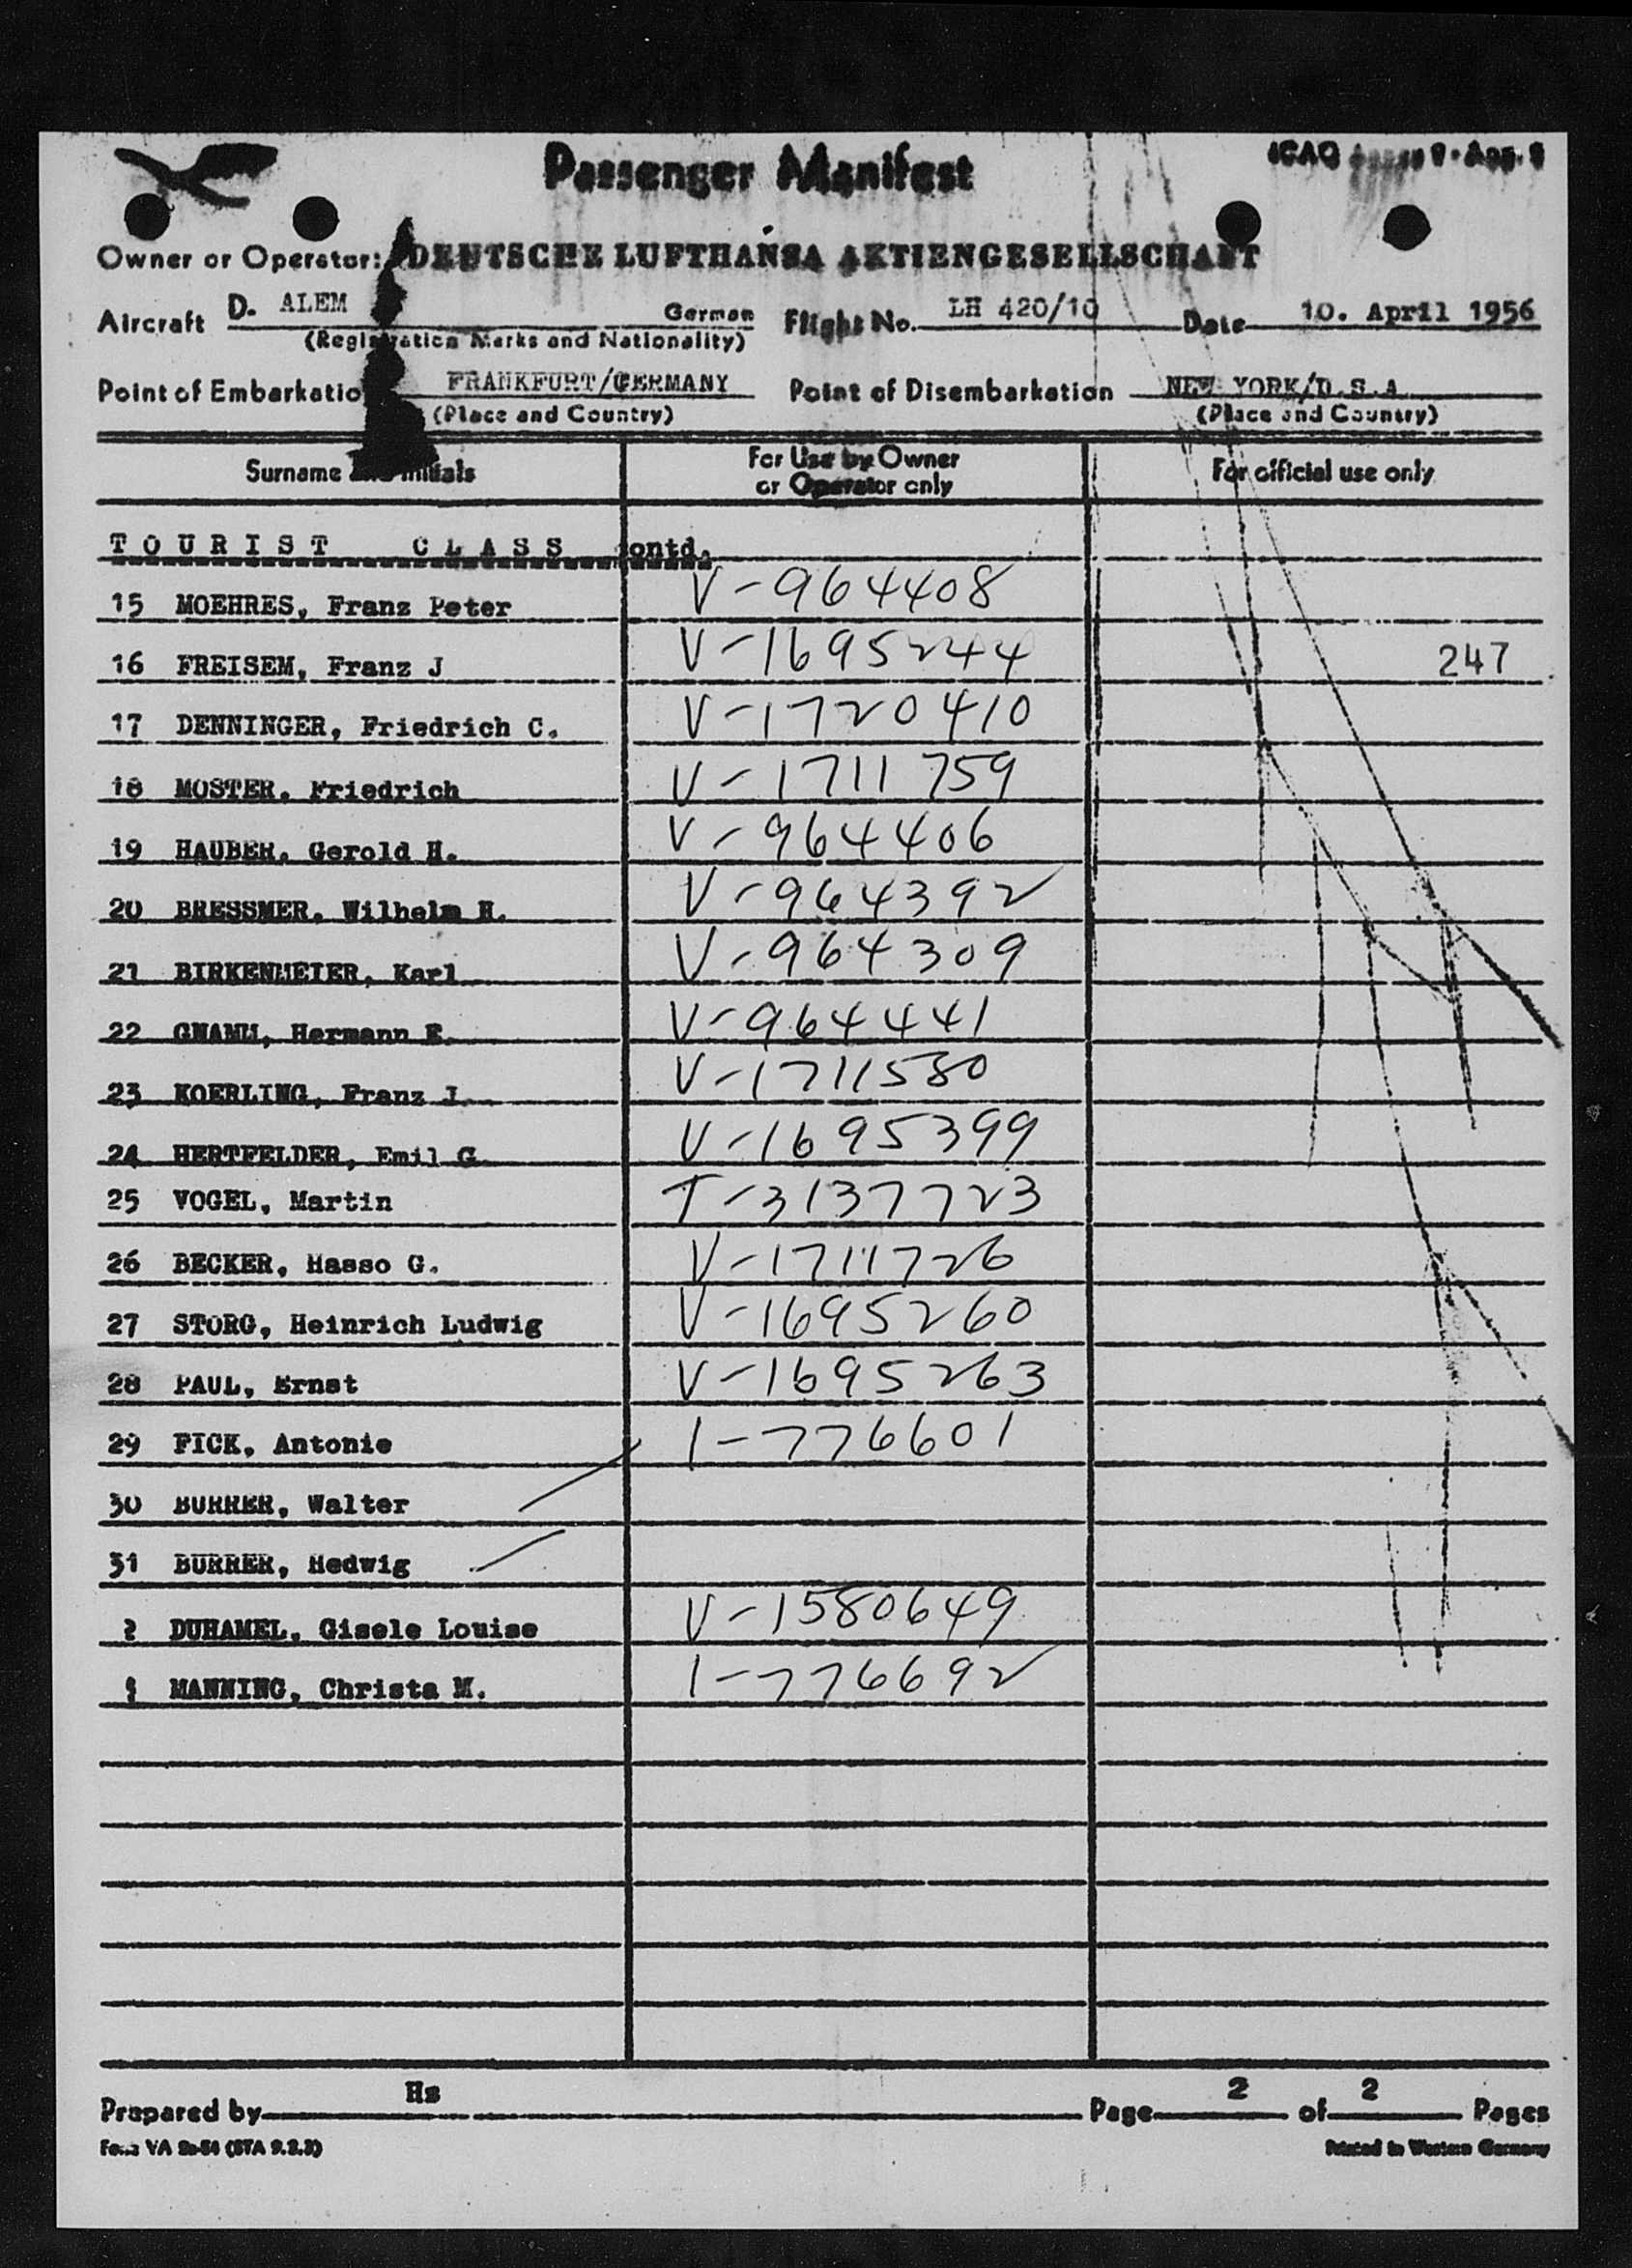 Passenger Manifest
ICAO
Owner or Operator: DEUTSCHE LUFTHANSA AKTIENGESELLSCHAFT
Aircraft D. ALEM German Flight No. LH 420/10 Date 10. April 1956
(Registration Marks and Nationality)
Point of Embarkatio FRANKFURT/GERMANY Point of Disembarkation NEW YORK/U.S.A
(Place and Country) (Place and Country)
Surname For Use by Owner or Operator only For official use only
TOURIST CLASS contd.
15 MOEHRES, Franz Peter V-964408
16 FREISEM, Franz J V-1695244 247
17 DENNINGER, Friedrich C. V-1720410
18 MOSTER, Friedrich V-1711759
19 HAUBER, Gerold H. V-964406
20 BRESSMER, Wilhelm H. V-964392
21 BIRKENMEIER, Karl V-964309
22 Hermann E. V-964441
23 KOERLING, Franz J. V-1711580
24 HERTFELDER, Emil G V-1695399
25 VOGEL, Martin T-3137723
26 BECKER, Hasso G. V-1711726
27 STORG, Heinrich Ludwig V-1695260
28 PAUL, Ernst V-1695263
29 FICK, Antonie I-776601
30 BURRER, Walter
31 BURRER, Hedwig
DUHAMEL, Gisele Louise V-1580649
MANNING, Christa M. I-776692
Prepared by Hs Page 2 of 2 Pages
Printed in Western Germany